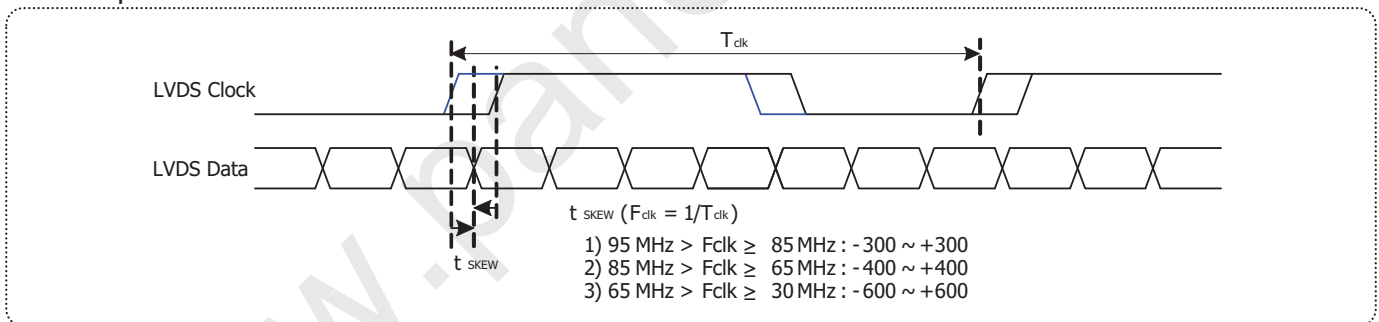 Tclk
LVDS Clock
LVDS Data
t SKEW (Fclk = 1/Tclk)
1) 95 MHz > Fclk ≥ 85 MHz : -300 ~ +300
2) 85 MHz > Fclk ≥ 65 MHz : -400 ~ +400
3) 65 MHz > Fclk ≥ 30 MHz : -600 ~ +600
t SKEW